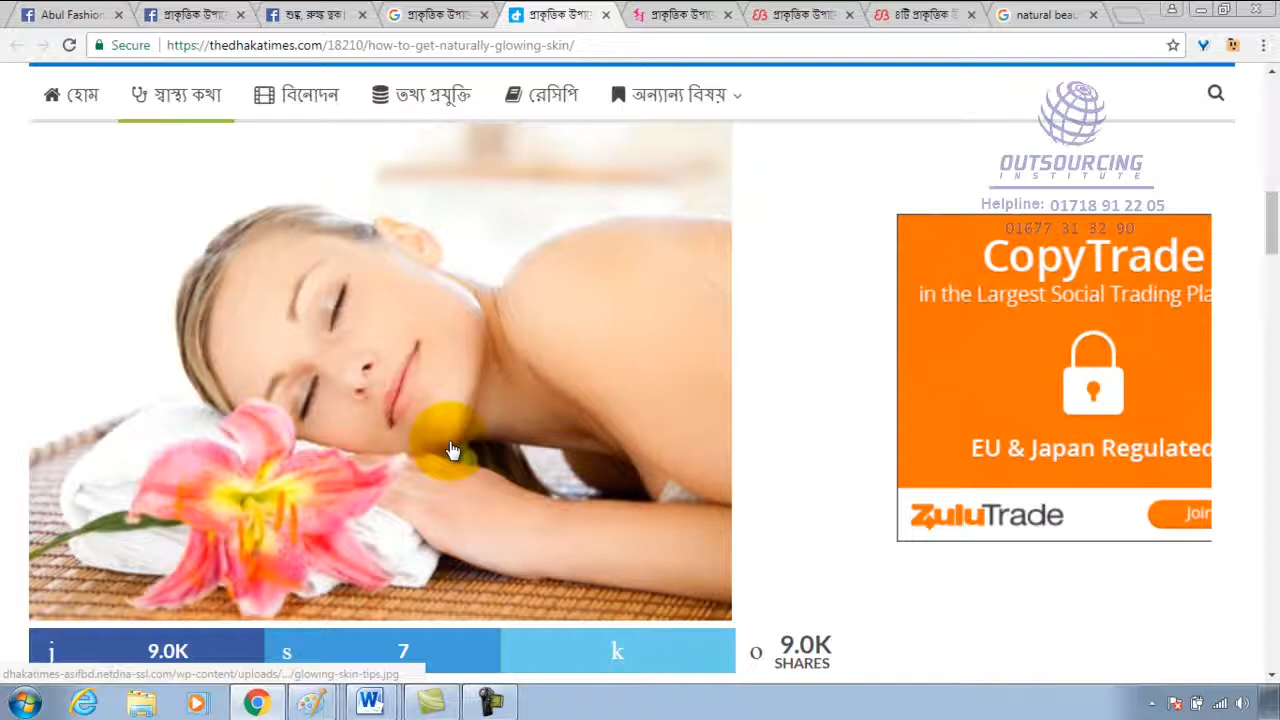 Abul Fashion
প্রাকৃতিক উপা
শুষ্ক, রুক্ষ ত্বক।
প্রাকৃতিক উপা
প্রাকৃতিক উপা
প্রাকৃতিক উপা
প্রাকৃতিক উপা
৪টি প্রাকৃতিক উ
natural beau
Secure
https://thedhakatimes.com/18210/how-to-get-naturally-glowing-skin/
হোম
স্বাস্থ্য কথা
বিনোদন
তথ্য প্রযুক্তি
রেসিপি
অন্যান্য বিষয়
OUTSOURCING
INSTITUTE
Helpline: 01718 91 22 05
01677 31 32 90
CopyTrade
in the Largest Social Trading Pla
EU & Japan Regulated
ZuluTrade
Join
j
9.0K
s
7
k
o
9.0K
SHARES
dhakatimes-asifbd.netdna-ssl.com/wp-content/uploads/.../glowing-skin-tips.jpg